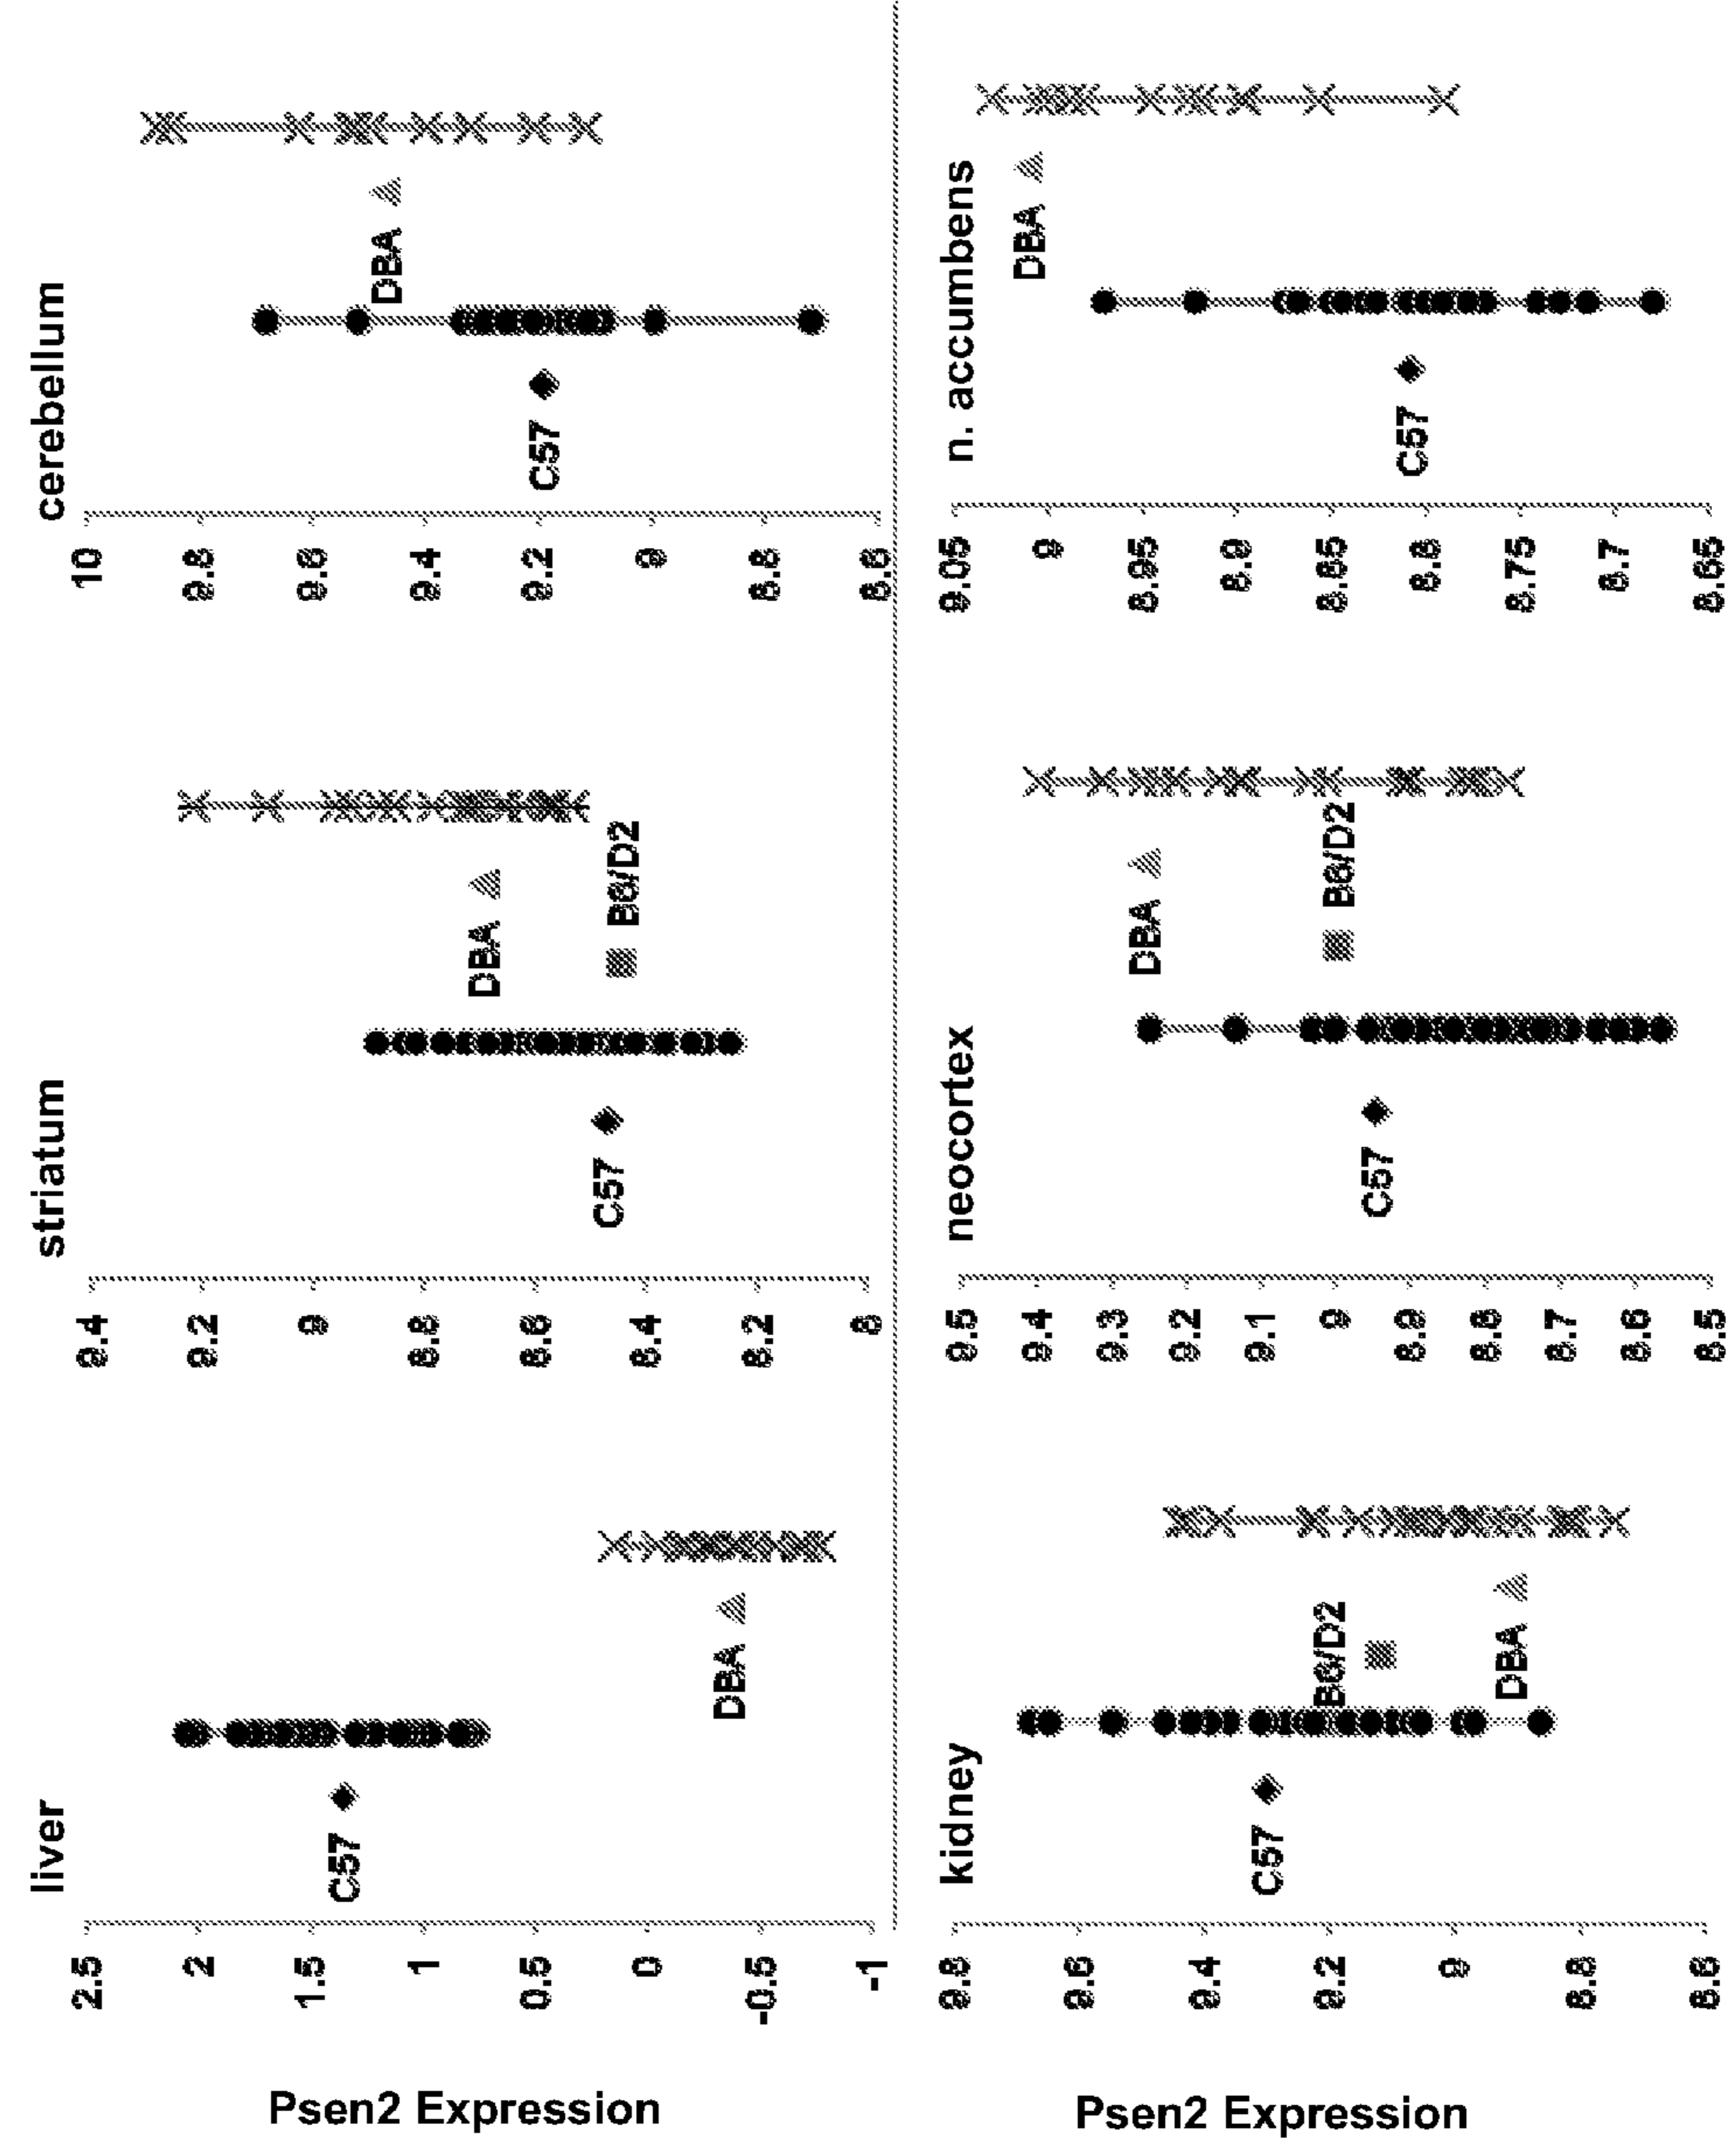 liver
2.5
2
1.5
1
0.5
0
-0.5
-1
C57
DBA
striatum
9.4
9.2
9
8.8
8.6
8.4
8.2
8
C57
DBA
B6/D2
cerebellum
10
9.8
9.6
9.4
9.2
9
8.8
8.6
C57
DBA
Psen2 Expression
kidney
9.8
9.6
9.4
9.2
9
8.8
8.6
C57
B6/D2
DBA
neocortex
9.5
9.4
9.3
9.2
9.1
9
8.9
8.8
8.7
8.6
8.5
C57
DBA
B6/D2
n. accumbens
9.05
9
8.95
8.9
8.85
8.8
8.75
8.7
8.65
C57
DBA
Psen2 Expression